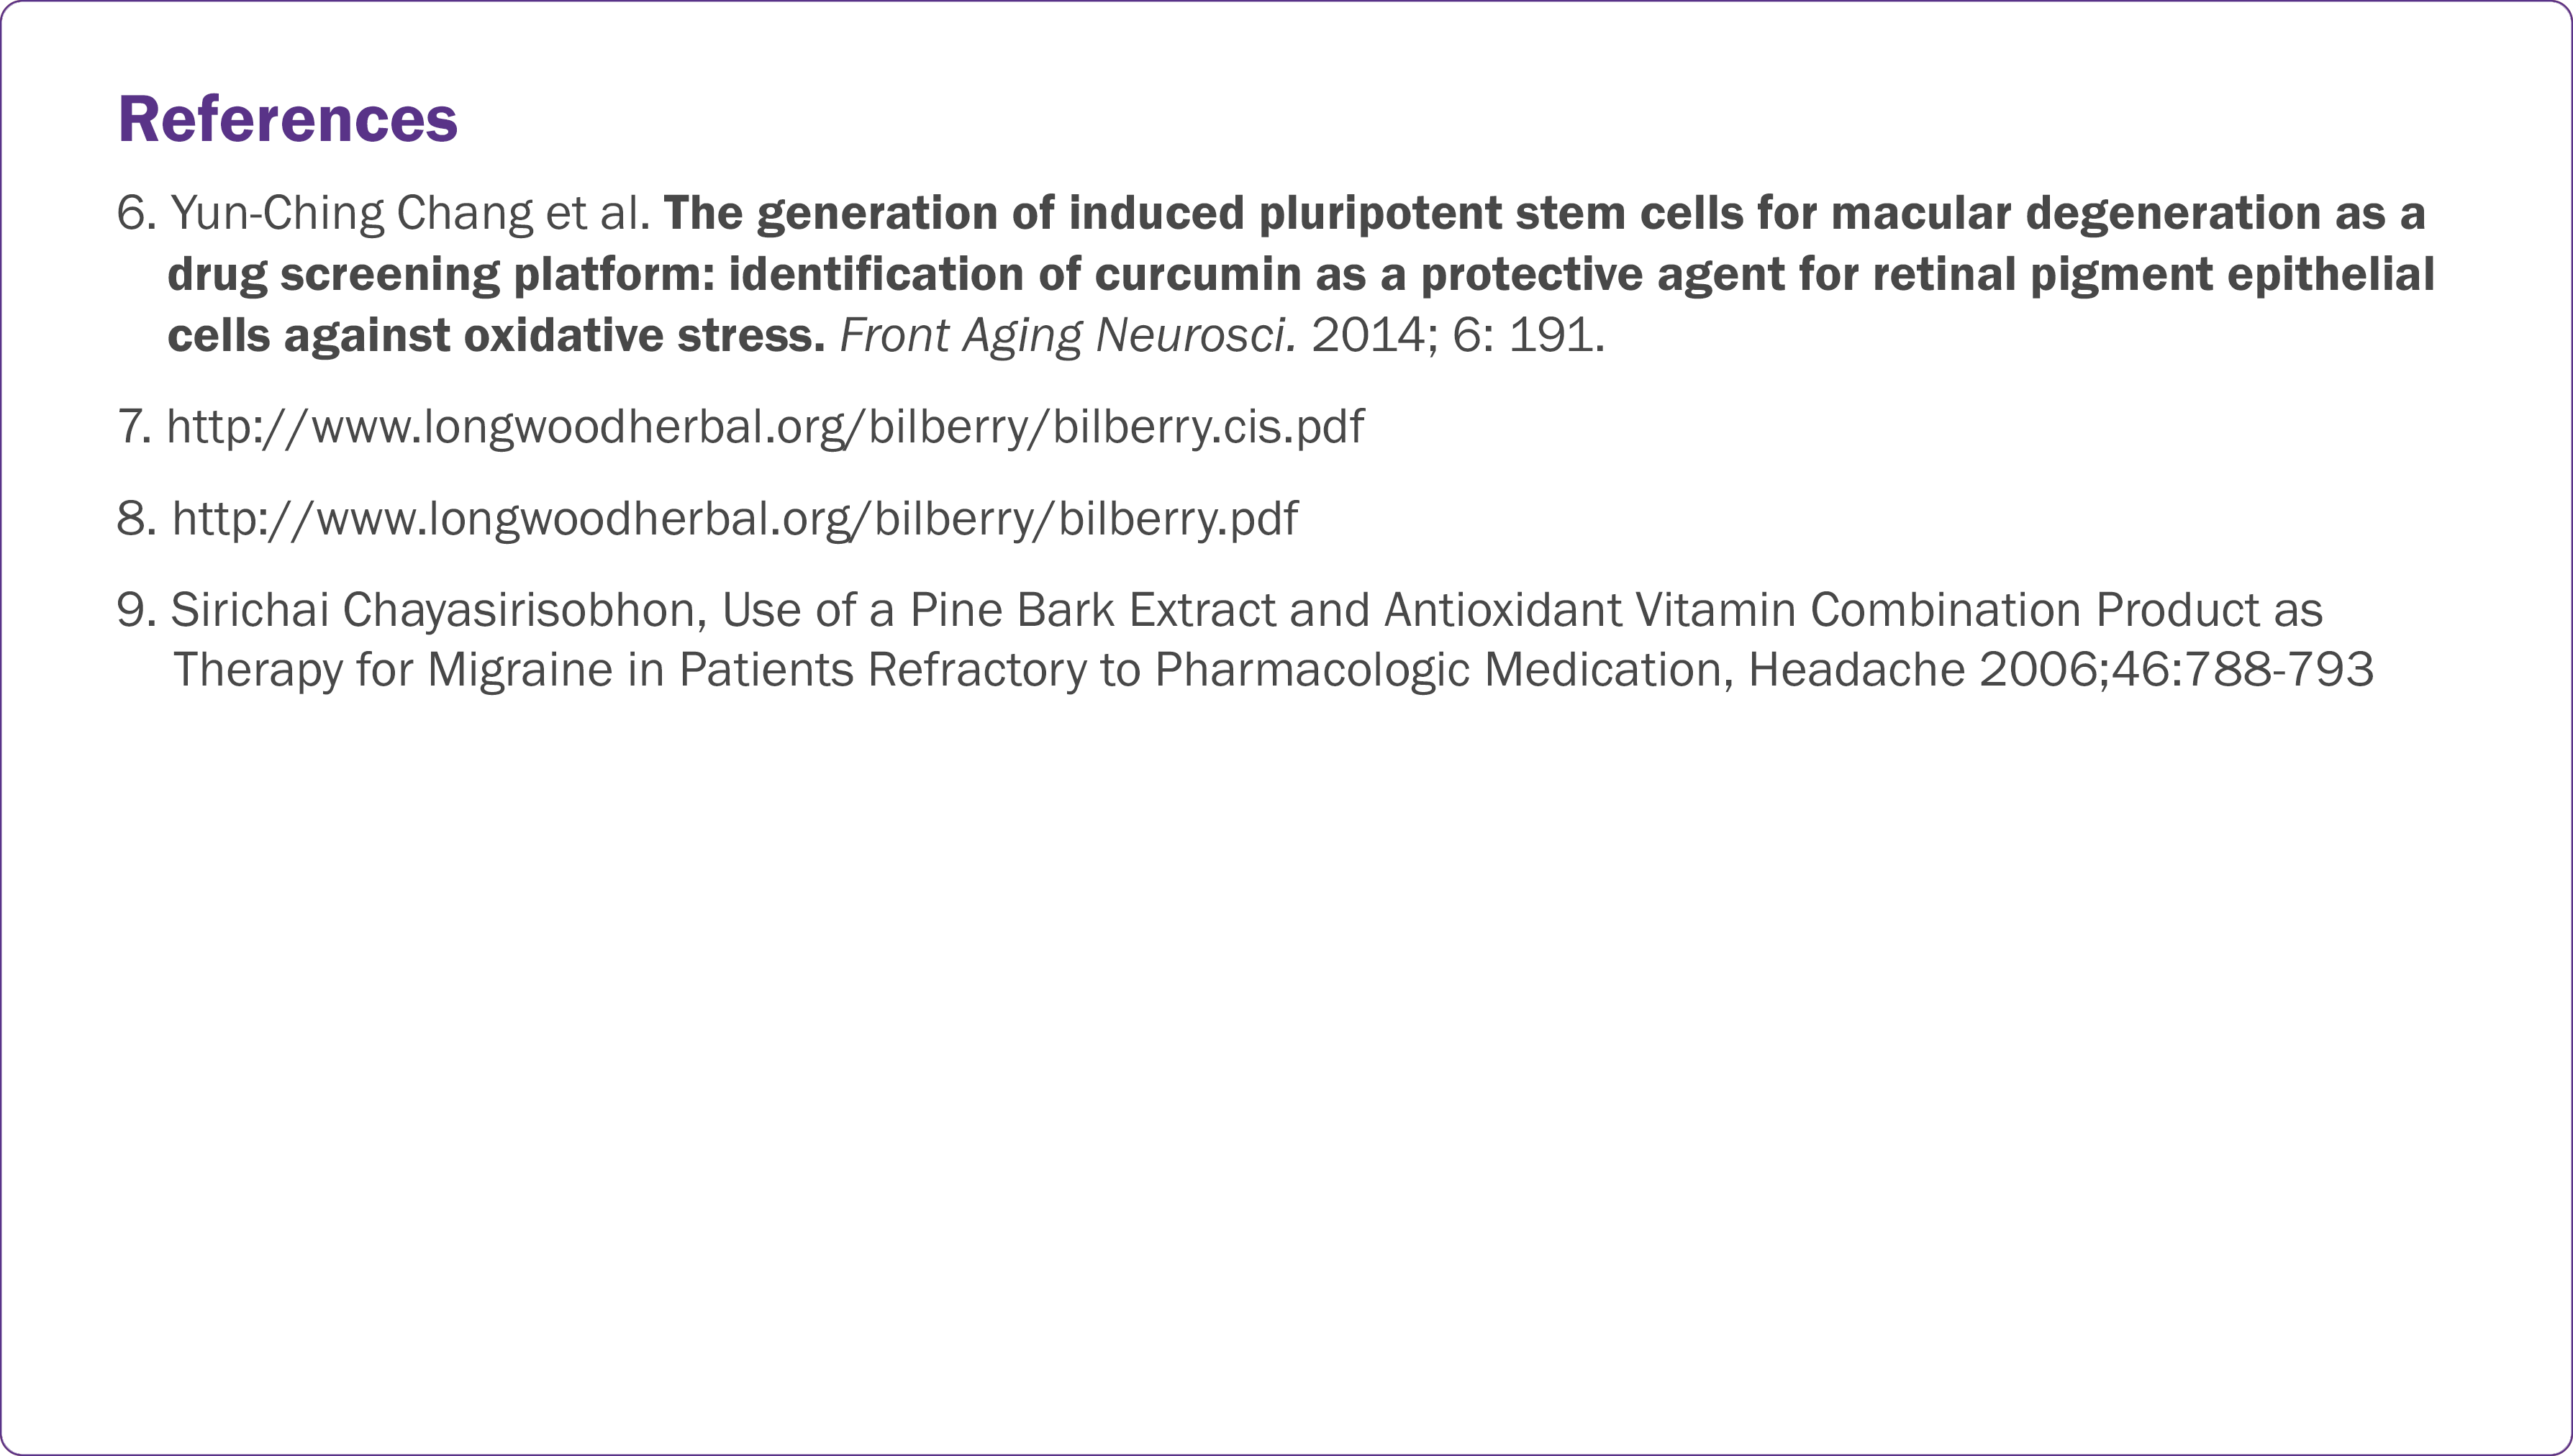 References
6. Yun-Ching Chang et al. The generation of induced pluripotent stem cells for macular degeneration as a
drug screening platform: identification of curcumin as a protective agent for retinal pigment epithelial
cells against oxidative stress. Front Aging Neurosci. 2014; 6: 191.
7. http://www.longwoodherbal.org/bilberry/bilberry.cis.pdf
8. http://www.longwoodherbal.org/bilberry/bilberry.pdf
9. Sirichai Chayasirisobhon, Use of a Pine Bark Extract and Antioxidant Vitamin Combination Product as
Therapy for Migraine in Patients Refractory to Pharmacologic Medication, Headache 2006;46:788-793